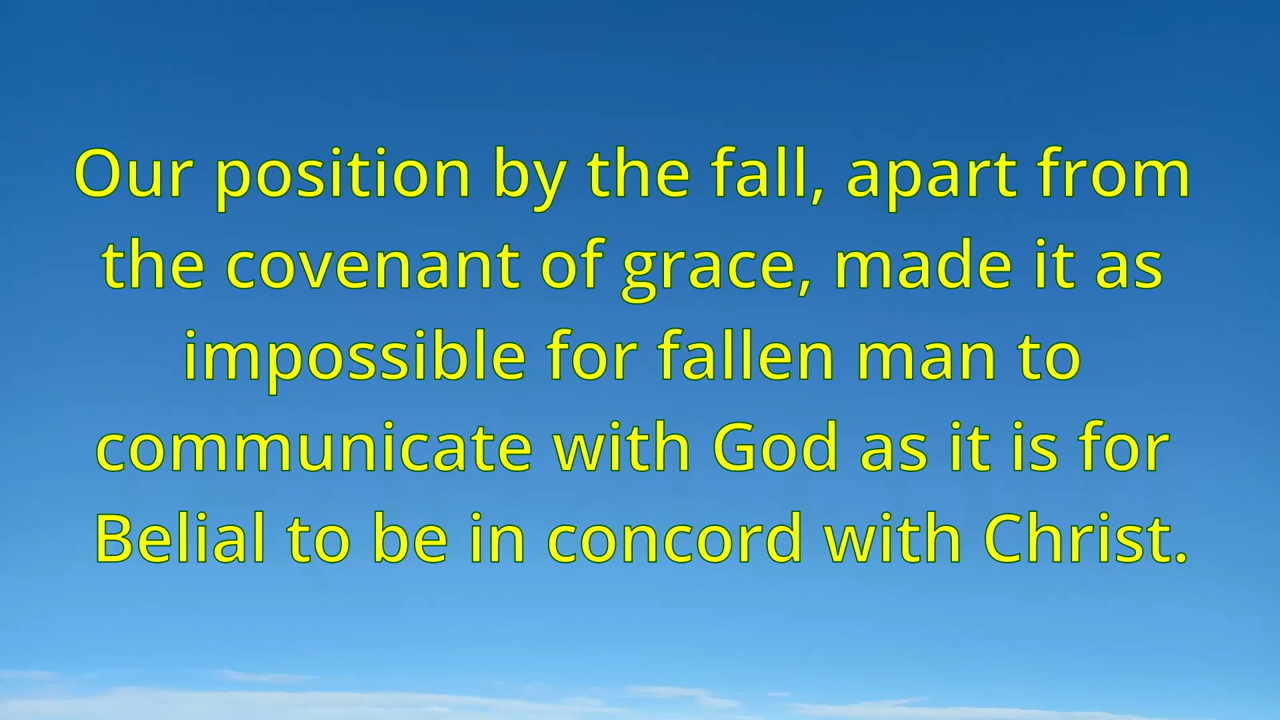 Our position by the fall, apart from
the covenant of grace, made it as
impossible for fallen man to
communicate with God as it is for
Belial to be in concord with Christ.